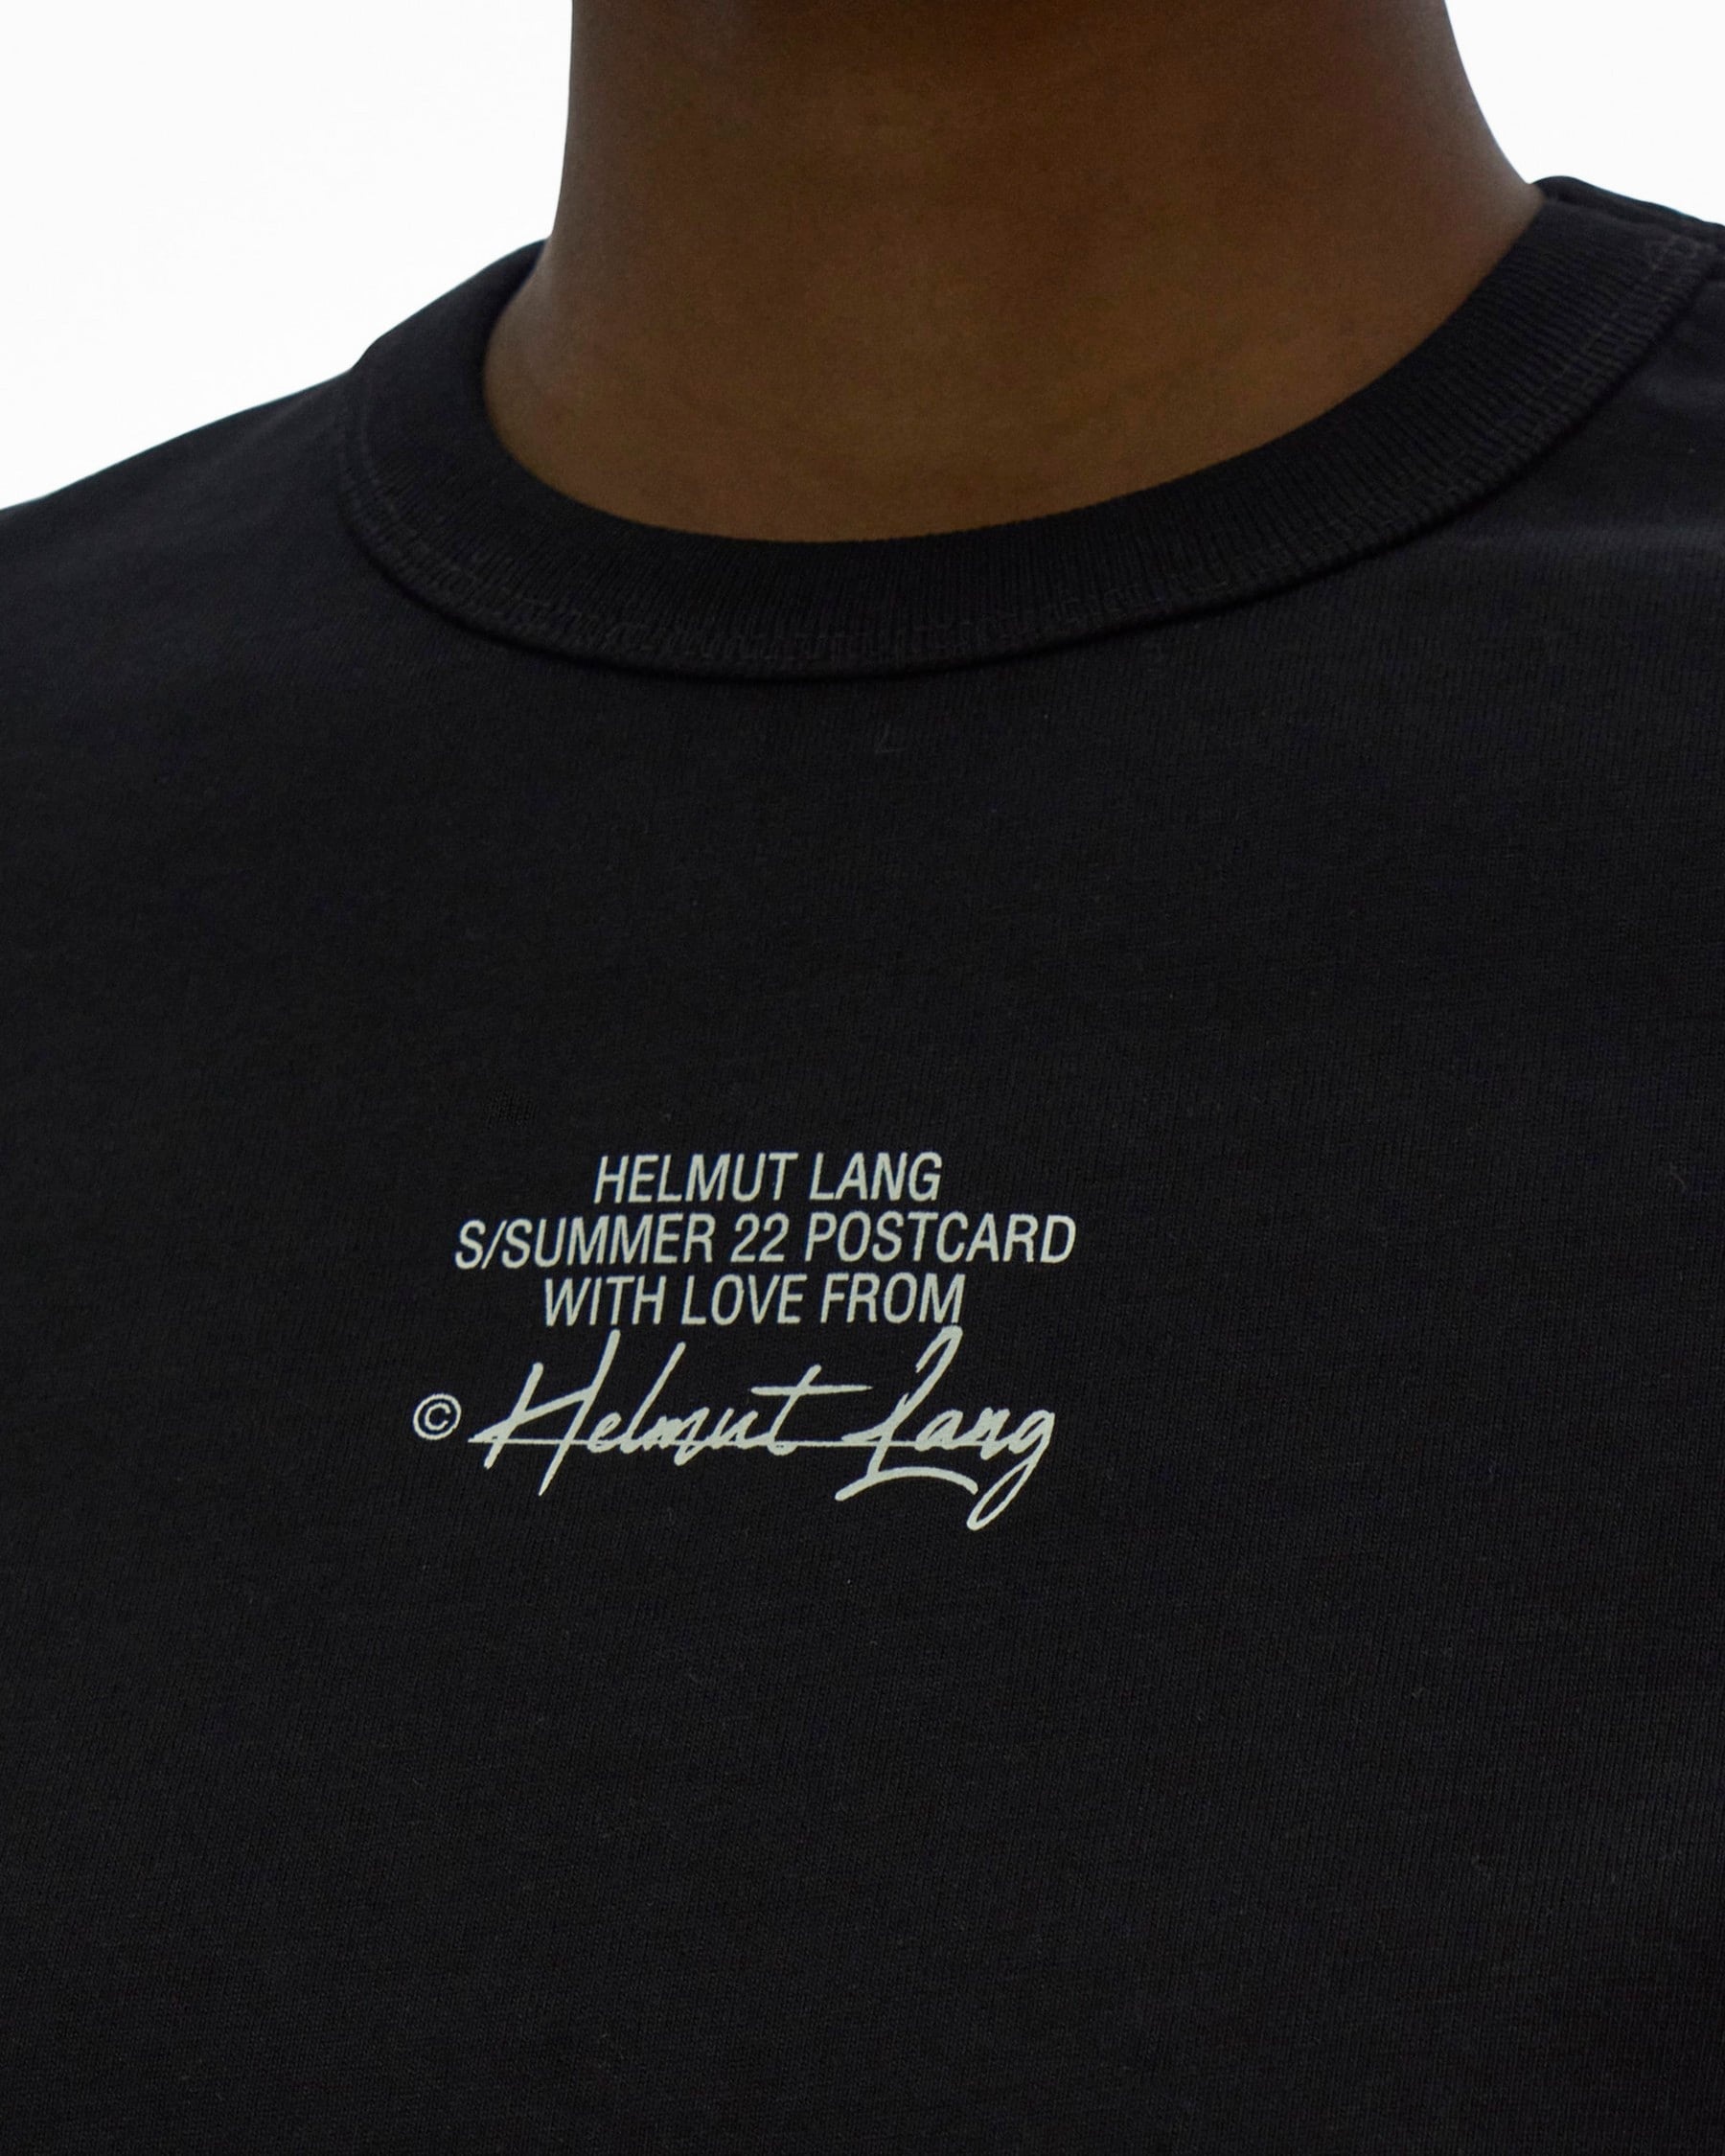 HELMUT LANG
S/SUMMER 22 POSTCARD
WITH LOVE FROM
© Helmut Lang